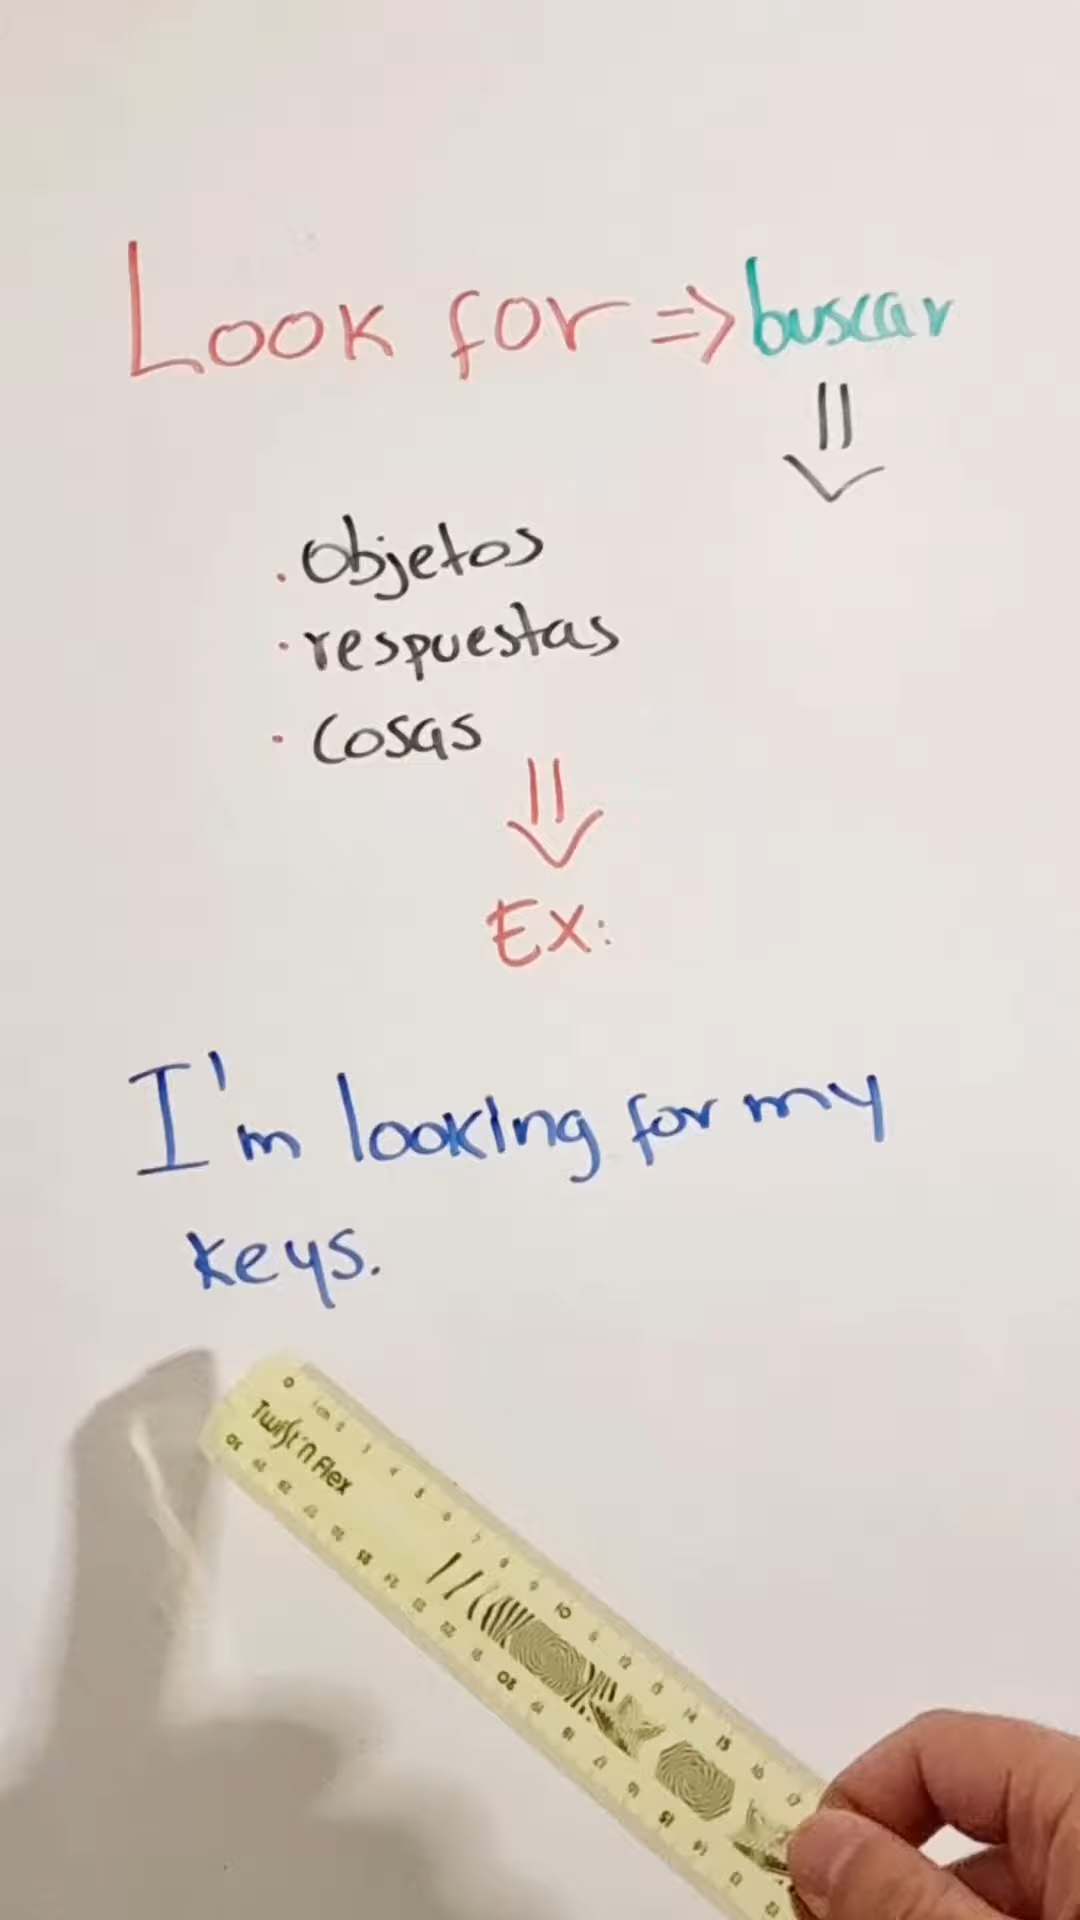 Look for => buscar
. objetos
. respuestas
. cosas
Ex:
I'm looking for my
keys.
Twist'n Flex